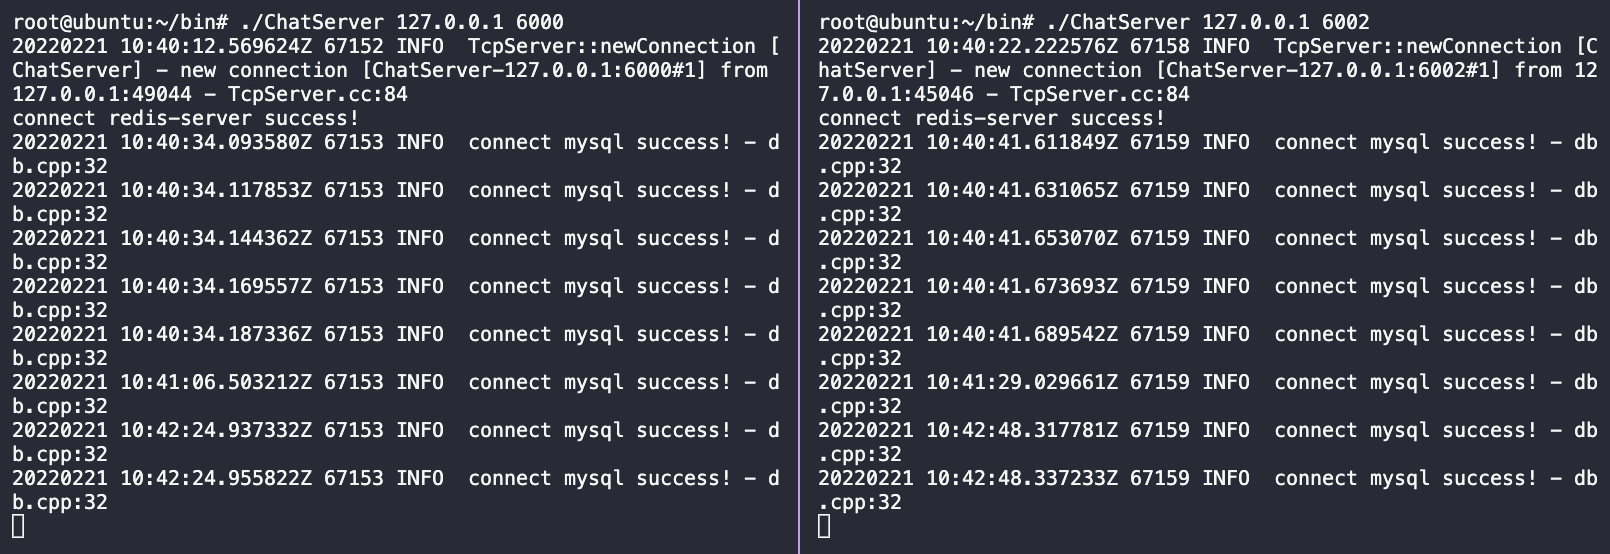 root@ubuntu:~/bin# ./ChatServer 127.0.0.1 6000
20220221 10:40:12.569624Z 67152 INFO  TcpServer::newConnection [
ChatServer] - new connection [ChatServer-127.0.0.1:6000#1] from
127.0.0.1:49044 - TcpServer.cc:84
connect redis-server success!
20220221 10:40:34.093580Z 67153 INFO  connect mysql success! - d
b.cpp:32
20220221 10:40:34.117853Z 67153 INFO  connect mysql success! - d
b.cpp:32
20220221 10:40:34.144362Z 67153 INFO  connect mysql success! - d
b.cpp:32
20220221 10:40:34.169557Z 67153 INFO  connect mysql success! - d
b.cpp:32
20220221 10:40:34.187336Z 67153 INFO  connect mysql success! - d
b.cpp:32
20220221 10:41:06.503212Z 67153 INFO  connect mysql success! - d
b.cpp:32
20220221 10:42:24.937332Z 67153 INFO  connect mysql success! - d
b.cpp:32
20220221 10:42:24.955822Z 67153 INFO  connect mysql success! - d
b.cpp:32
root@ubuntu:~/bin# ./ChatServer 127.0.0.1 6002
20220221 10:40:22.222576Z 67158 INFO  TcpServer::newConnection [C
hatServer] - new connection [ChatServer-127.0.0.1:6002#1] from 12
7.0.0.1:45046 - TcpServer.cc:84
connect redis-server success!
20220221 10:40:41.611849Z 67159 INFO  connect mysql success! - db
.cpp:32
20220221 10:40:41.631065Z 67159 INFO  connect mysql success! - db
.cpp:32
20220221 10:40:41.653070Z 67159 INFO  connect mysql success! - db
.cpp:32
20220221 10:40:41.673693Z 67159 INFO  connect mysql success! - db
.cpp:32
20220221 10:40:41.689542Z 67159 INFO  connect mysql success! - db
.cpp:32
20220221 10:41:29.029661Z 67159 INFO  connect mysql success! - db
.cpp:32
20220221 10:42:48.317781Z 67159 INFO  connect mysql success! - db
.cpp:32
20220221 10:42:48.337233Z 67159 INFO  connect mysql success! - db
.cpp:32